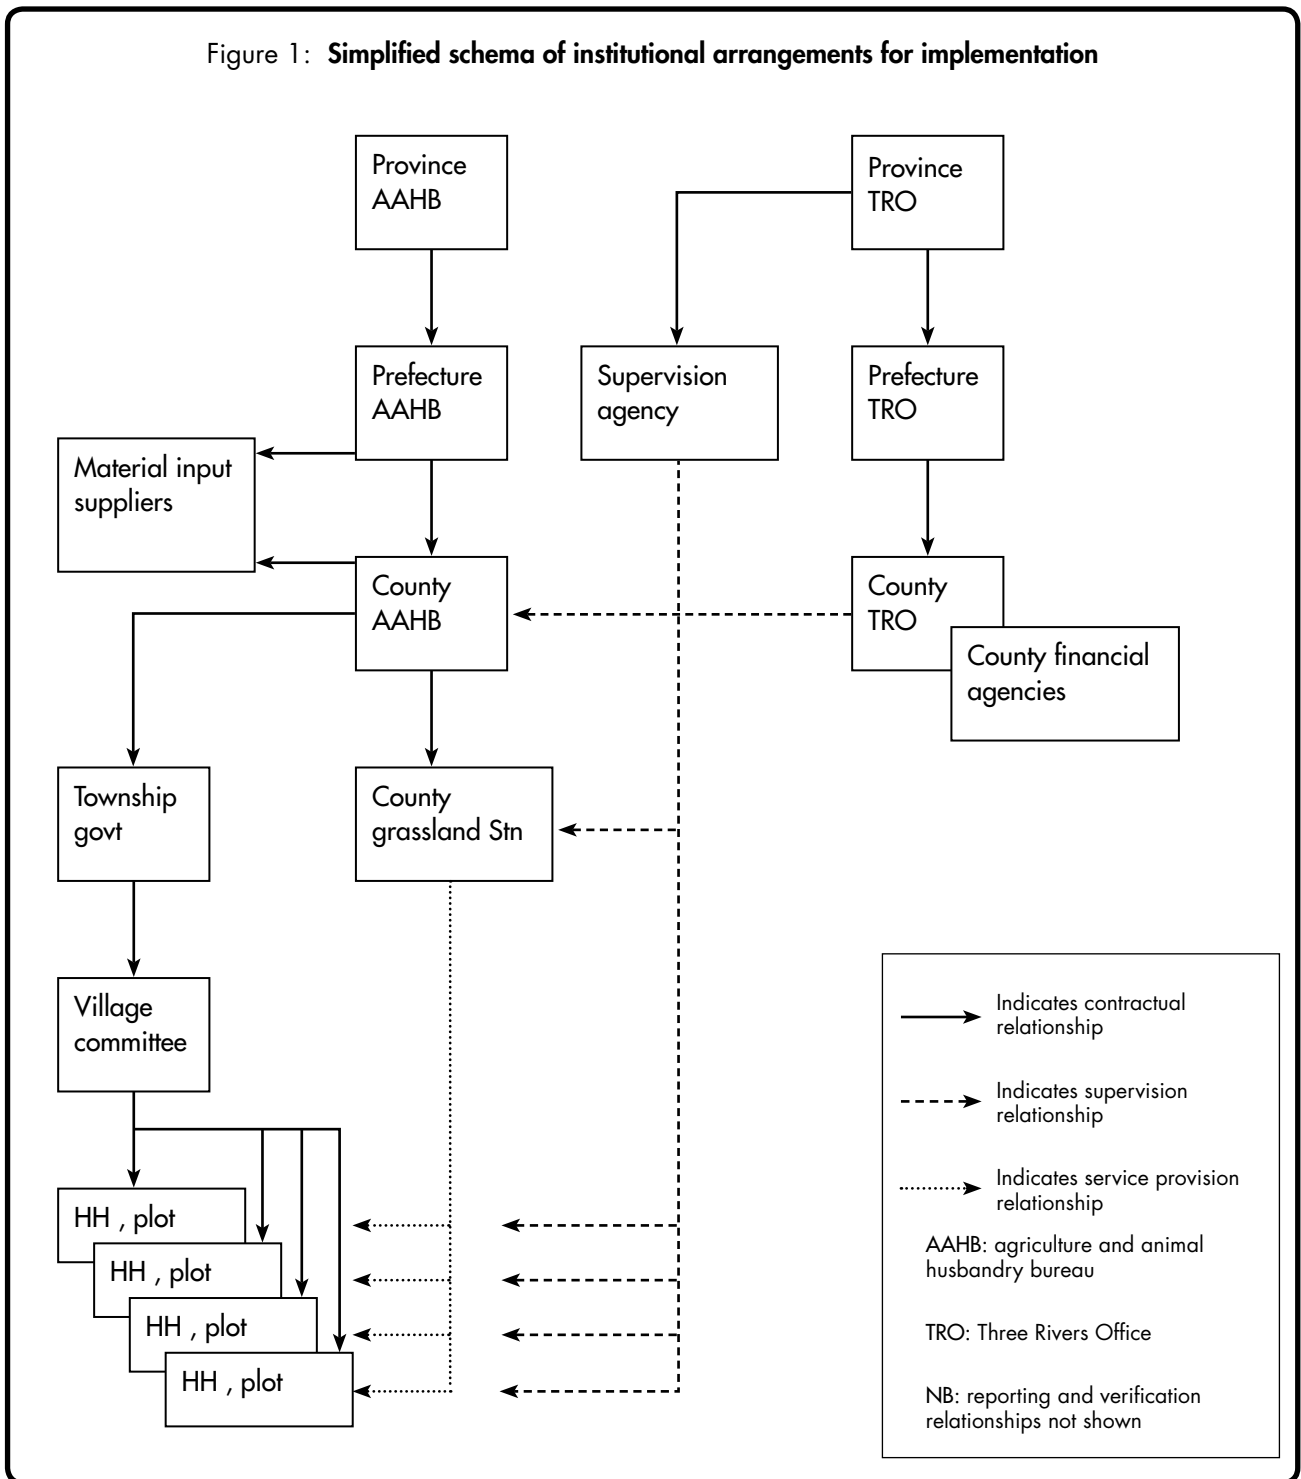 Figure 1: Simplified schema of institutional arrangements for implementation
Province
AAHB
Province
TRO
Prefecture
AAHB
Supervision
agency
Prefecture
TRO
Material input
suppliers
County
AAHB
County
TRO
County financial
agencies
Township
govt
County
grassland Stn
Village
committee
HH , plot
HH , plot
HH , plot
HH , plot
Indicates contractual
relationship
Indicates supervision
relationship
Indicates service provision
relationship
AAHB: agriculture and animal
husbandry bureau
TRO: Three Rivers Office
NB: reporting and verification
relationships not shown